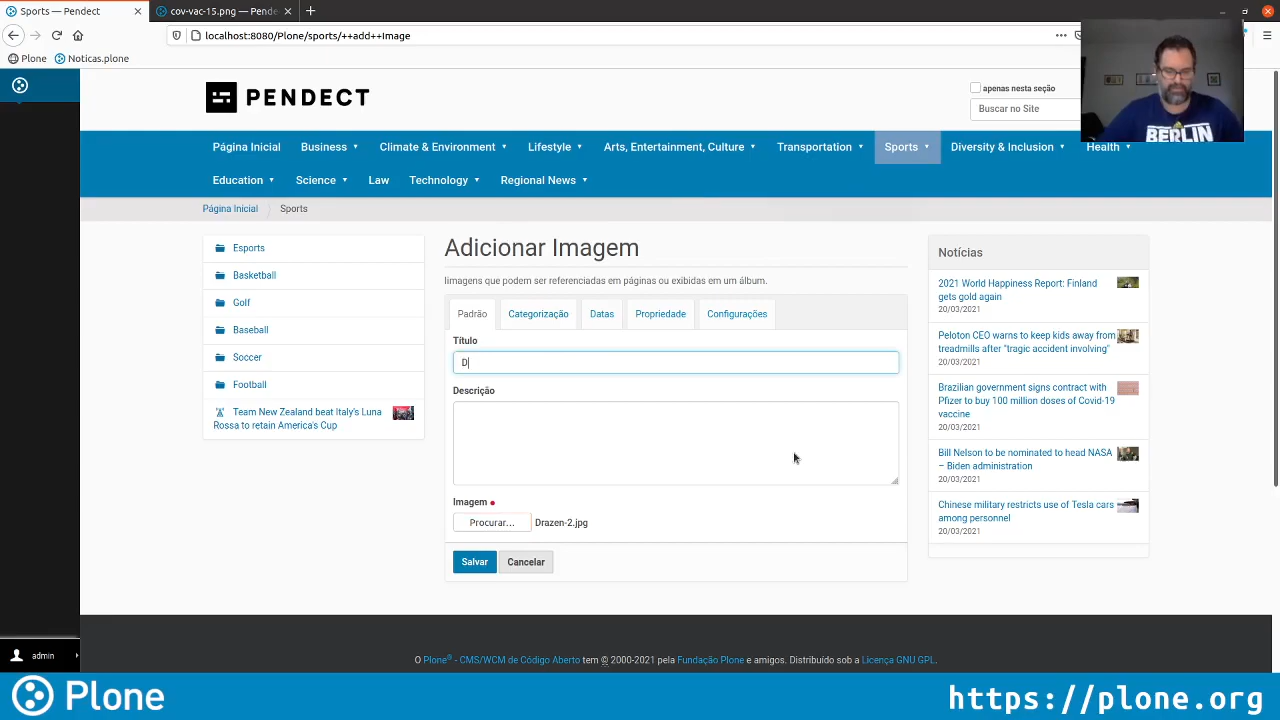 Sports — Pendect
cov-vac-15.png — Pende
localhost:8080/Plone/sports/++add++Image
Plone
Noticas.plone
PENDECT
apenas nesta seção
Buscar no Site
BERLIN
Página Inicial
Business
Climate & Environment
Lifestyle
Arts, Entertainment, Culture
Transportation
Sports
Diversity & Inclusion
Health
Education
Science
Law
Technology
Regional News
Página Inicial
Sports
Esports
Basketball
Golf
Baseball
Soccer
Football
Team New Zealand beat Italy's Luna
Rossa to retain America's Cup
Adicionar Imagem
Iimagens que podem ser referenciadas em páginas ou exibidas em um álbum.
Padrão
Categorização
Datas
Propriedade
Configurações
Título
D
Descrição
Imagem
Procurar...
Drazen-2.jpg
Salvar
Cancelar
Notícias
2021 World Happiness Report: Finland
gets gold again
20/03/2021
Peloton CEO warns to keep kids away from
treadmills after "tragic accident involving"
20/03/2021
Brazilian government signs contract with
Pfizer to buy 100 million doses of Covid-19
vaccine
20/03/2021
Bill Nelson to be nominated to head NASA
– Biden administration
20/03/2021
Chinese military restricts use of Tesla cars
among personnel
20/03/2021
admin
O Plone® - CMS/WCM de Código Aberto tem © 2000-2021 pela Fundação Plone e amigos. Distribuído sob a Licença GNU GPL.
Plone
https://plone.org